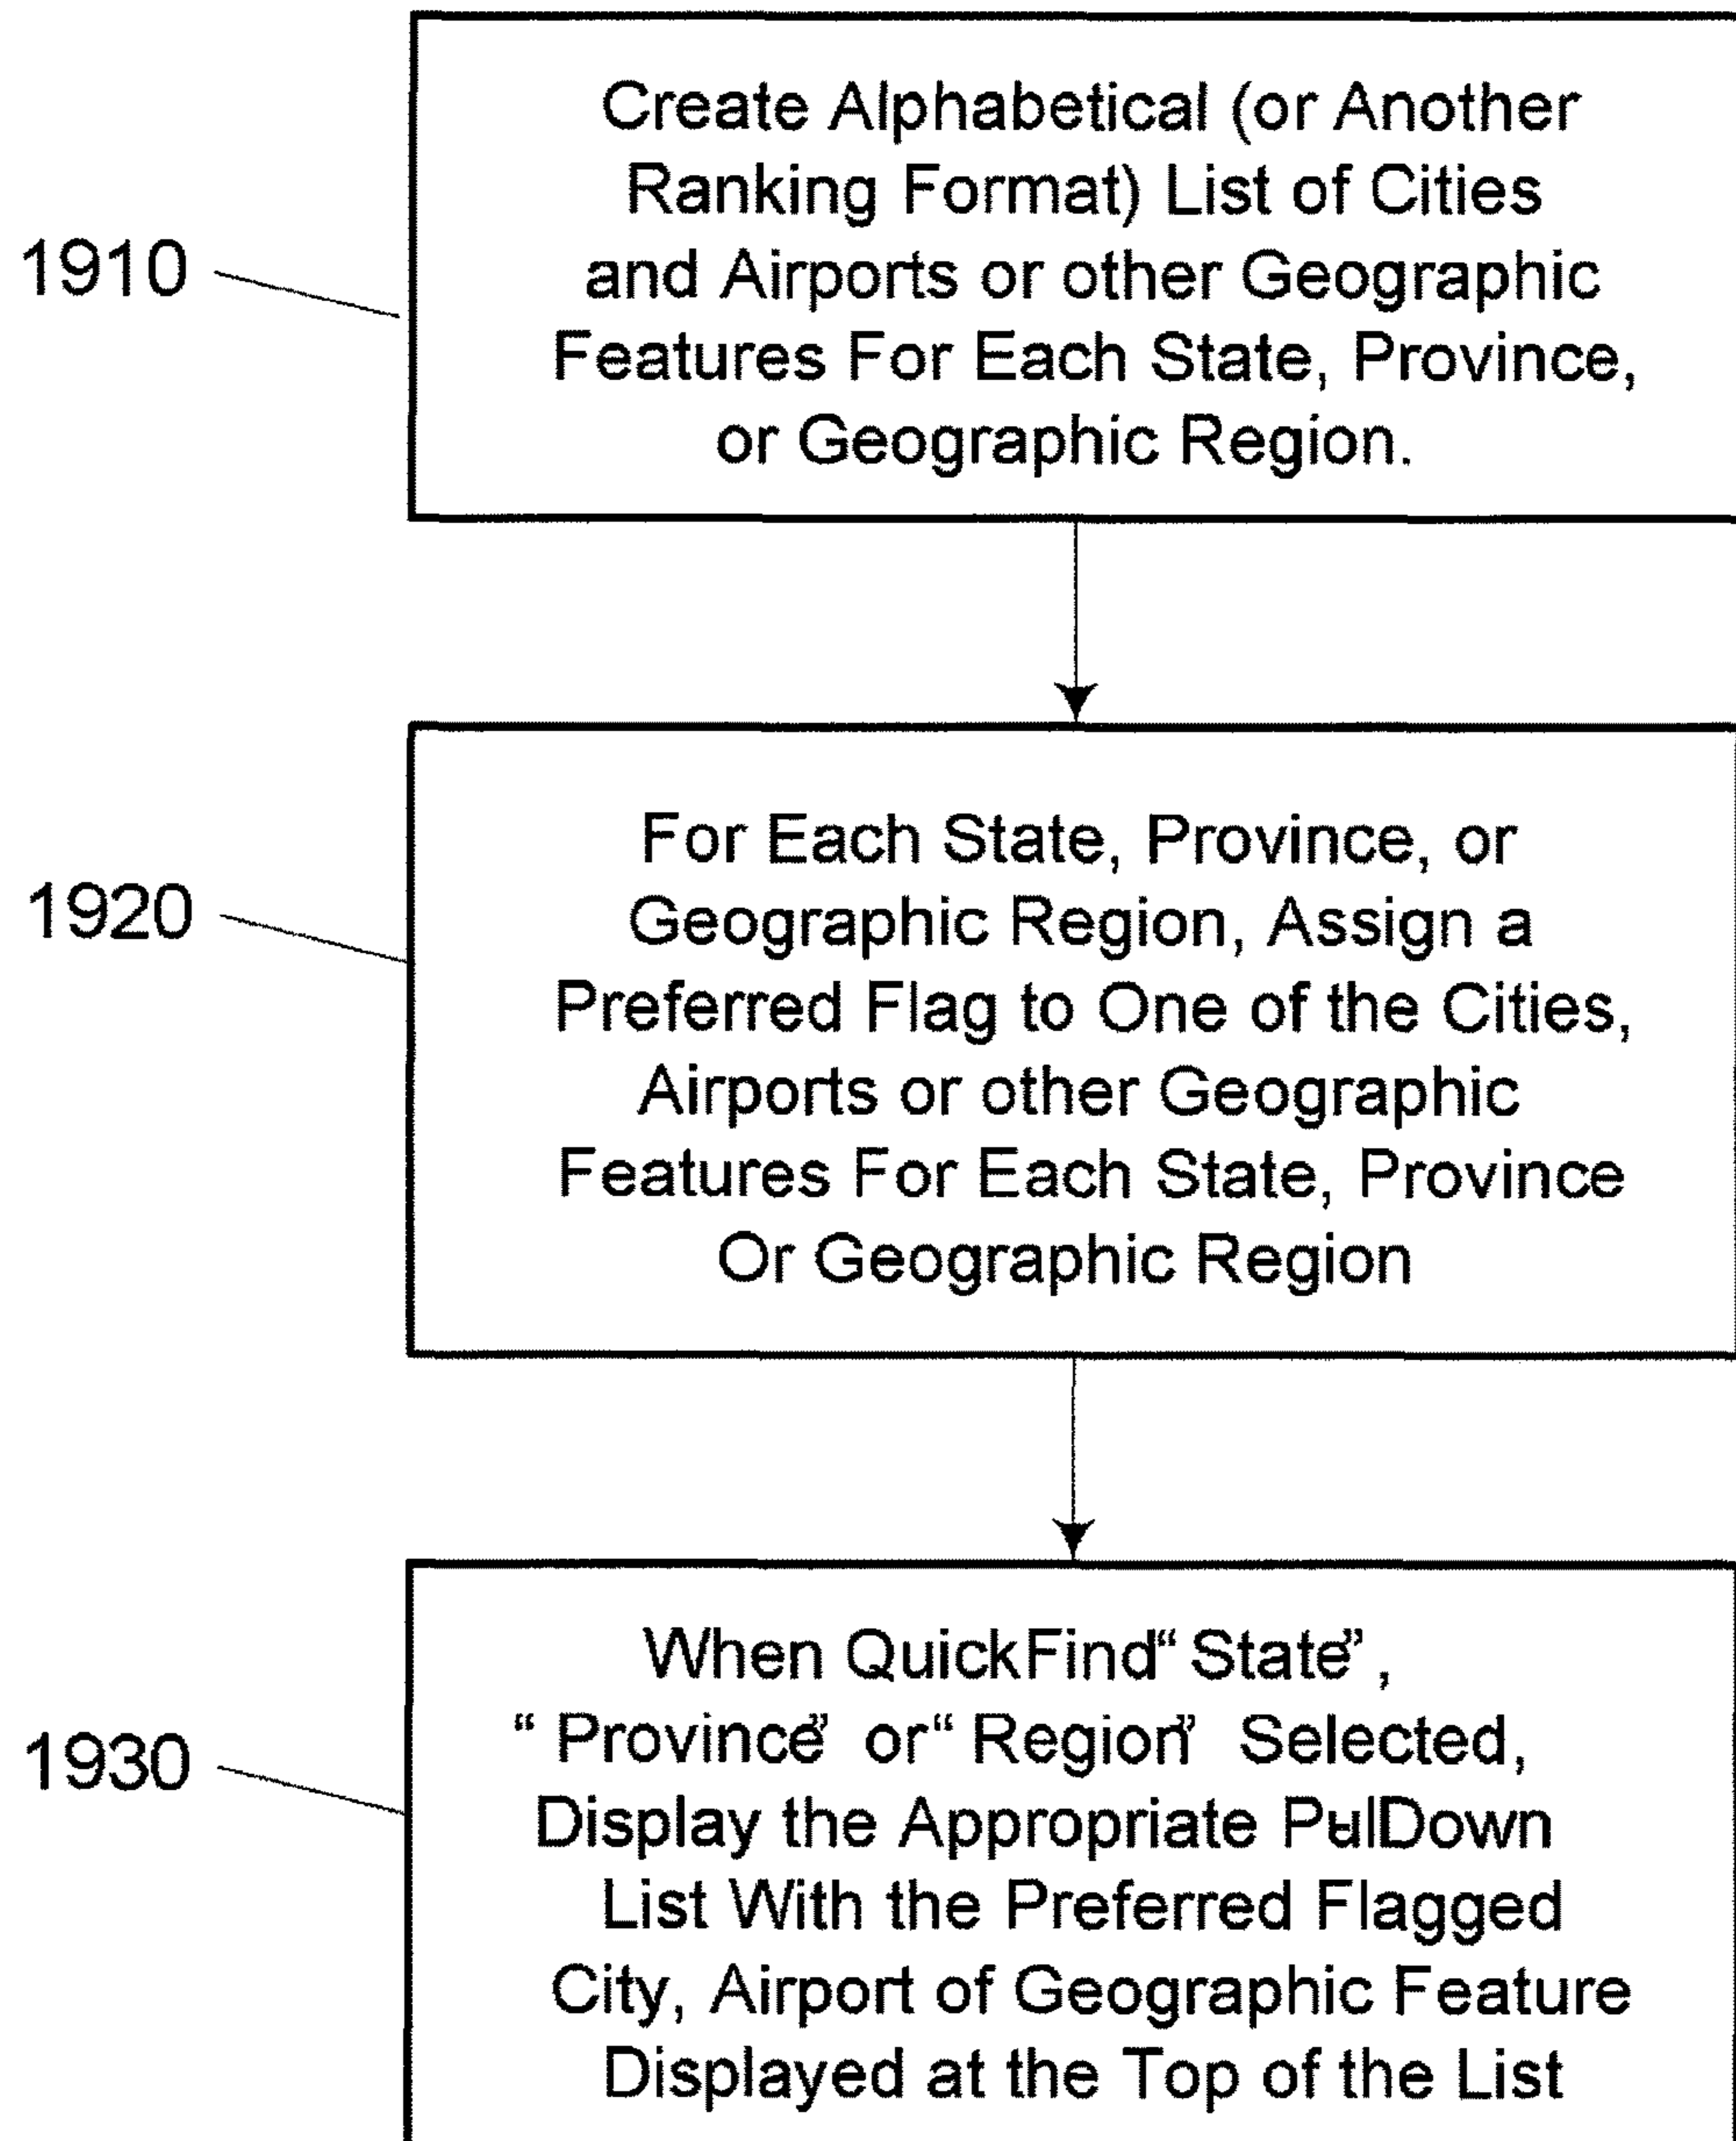 Create Alphabetical (or Another
Ranking Format) List of Cities
and Airports or other Geographic
Features For Each State, Province,
or Geographic Region.
1910
For Each State, Province, or
Geographic Region, Assign a
Preferred Flag to One of the Cities,
Airports or other Geographic
Features For Each State, Province
Or Geographic Region
1920
When QuickFind “State”,
“Province” or “Region” Selected,
Display the Appropriate PullDown
List With the Preferred Flagged
City, Airport of Geographic Feature
Displayed at the Top of the List
1930